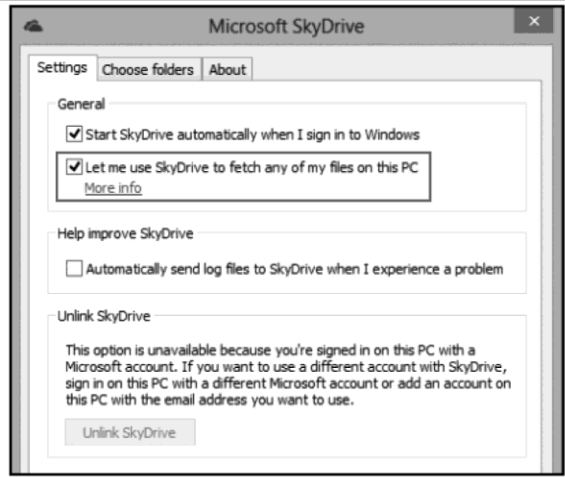 Microsoft SkyDrive
Settings Choose folders About
General
Start SkyDrive automatically when I sign in to Windows
Let me use SkyDrive to fetch any of my files on this PC
More info
Help improve SkyDrive
Automatically send log files to SkyDrive when I experience a problem
Unlink SkyDrive
This option is unavailable because you're signed in on this PC with a
Microsoft account. If you want to use a different account with SkyDrive,
sign in on this PC with a different Microsoft account or add an account on
this PC with the email address you want to use.
Unlink SkyDrive